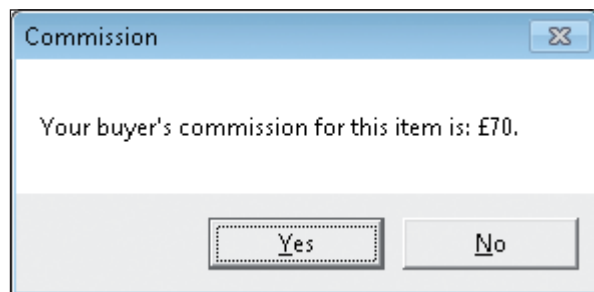 Commission
Your buyer's commission for this item is: £70.
Yes
No